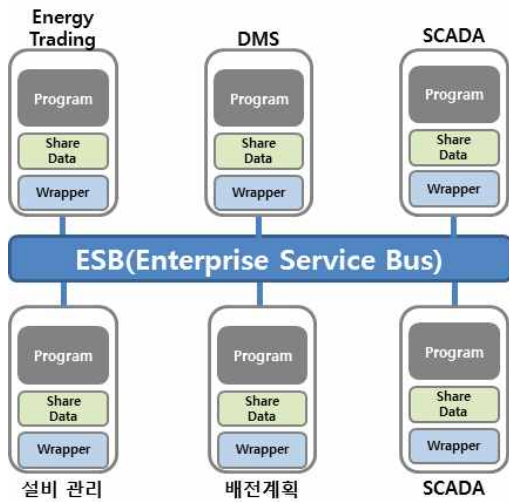 Energy
Trading
DMS
SCADA
Program
Share
Data
Wrapper
Program
Share
Data
Wrapper
Program
Share
Data
Wrapper
ESB(Enterprise Service Bus)
Program
Share
Data
Wrapper
설비 관리
Program
Share
Data
Wrapper
배전계획
Program
Share
Data
Wrapper
SCADA